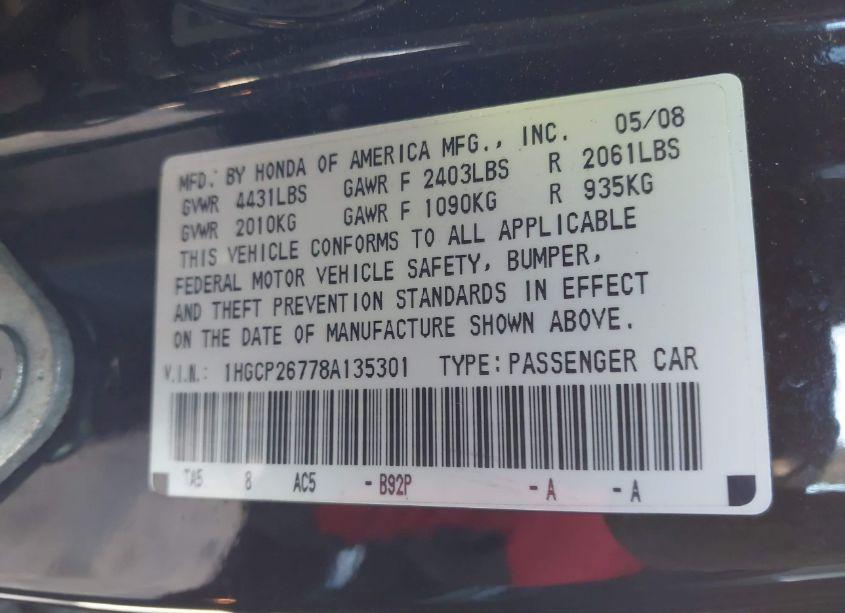 MFD. BY HONDA OF AMERICA MFG., INC. 05/08
GVWR 4431LBS GAWR F 2403LBS R 2061LBS
GVWR 2010KG GAWR F 1090KG R 935KG
THIS VEHICLE CONFORMS TO ALL APPLICABLE
FEDERAL MOTOR VEHICLE SAFETY, BUMPER,
AND THEFT PREVENTION STANDARDS IN EFFECT
ON THE DATE OF MANUFACTURE SHOWN ABOVE.
V.I.N.: 1HGCP26778A135301 TYPE: PASSENGER CAR
TA5 8 AC5 - B92P - A - A